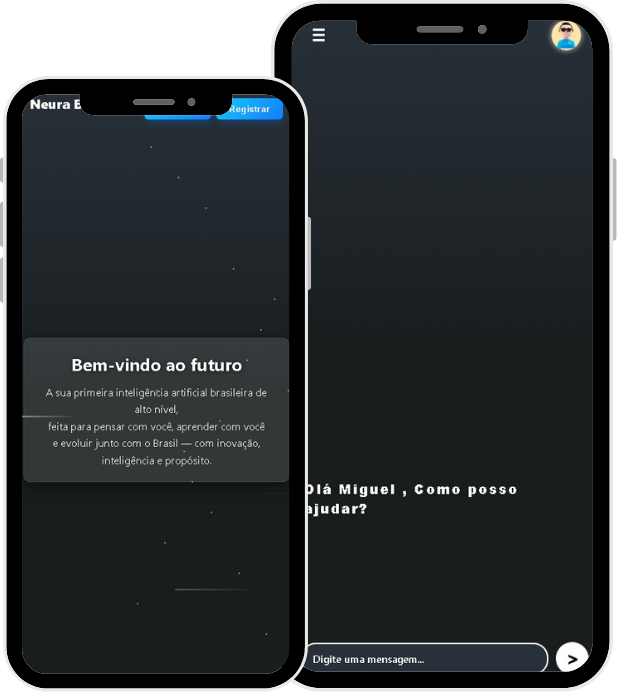 Neura
Registrar
Bem-vindo ao futuro
A sua primeira inteligência artificial brasileira de
alto nível,
feita para pensar com você, aprender com você
e evoluir junto com o Brasil — com inovação,
inteligência e propósito.
Olá Miguel , Como posso
ajudar?
Digite uma mensagem...
>